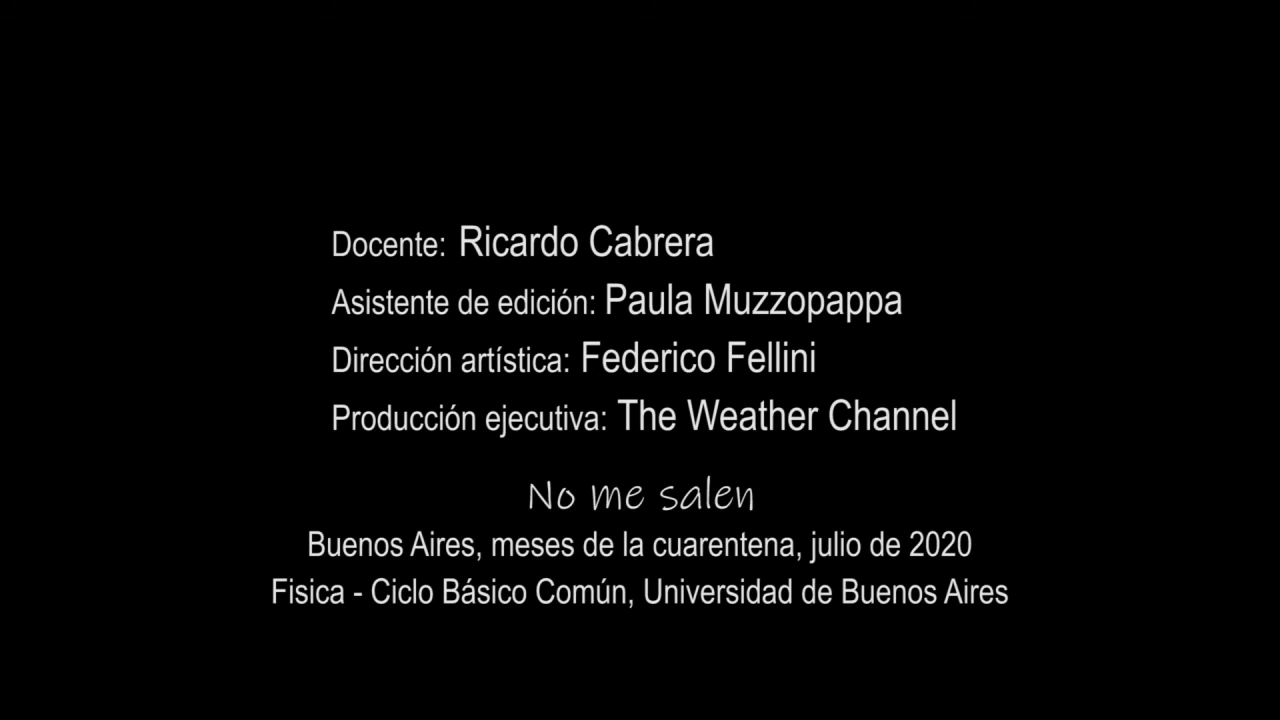 Docente: Ricardo Cabrera
Asistente de edición: Paula Muzzopappa
Dirección artística: Federico Fellini
Producción ejecutiva: The Weather Channel
No me salen
Buenos Aires, meses de la cuarentena, julio de 2020
Fisica - Ciclo Básico Común, Universidad de Buenos Aires